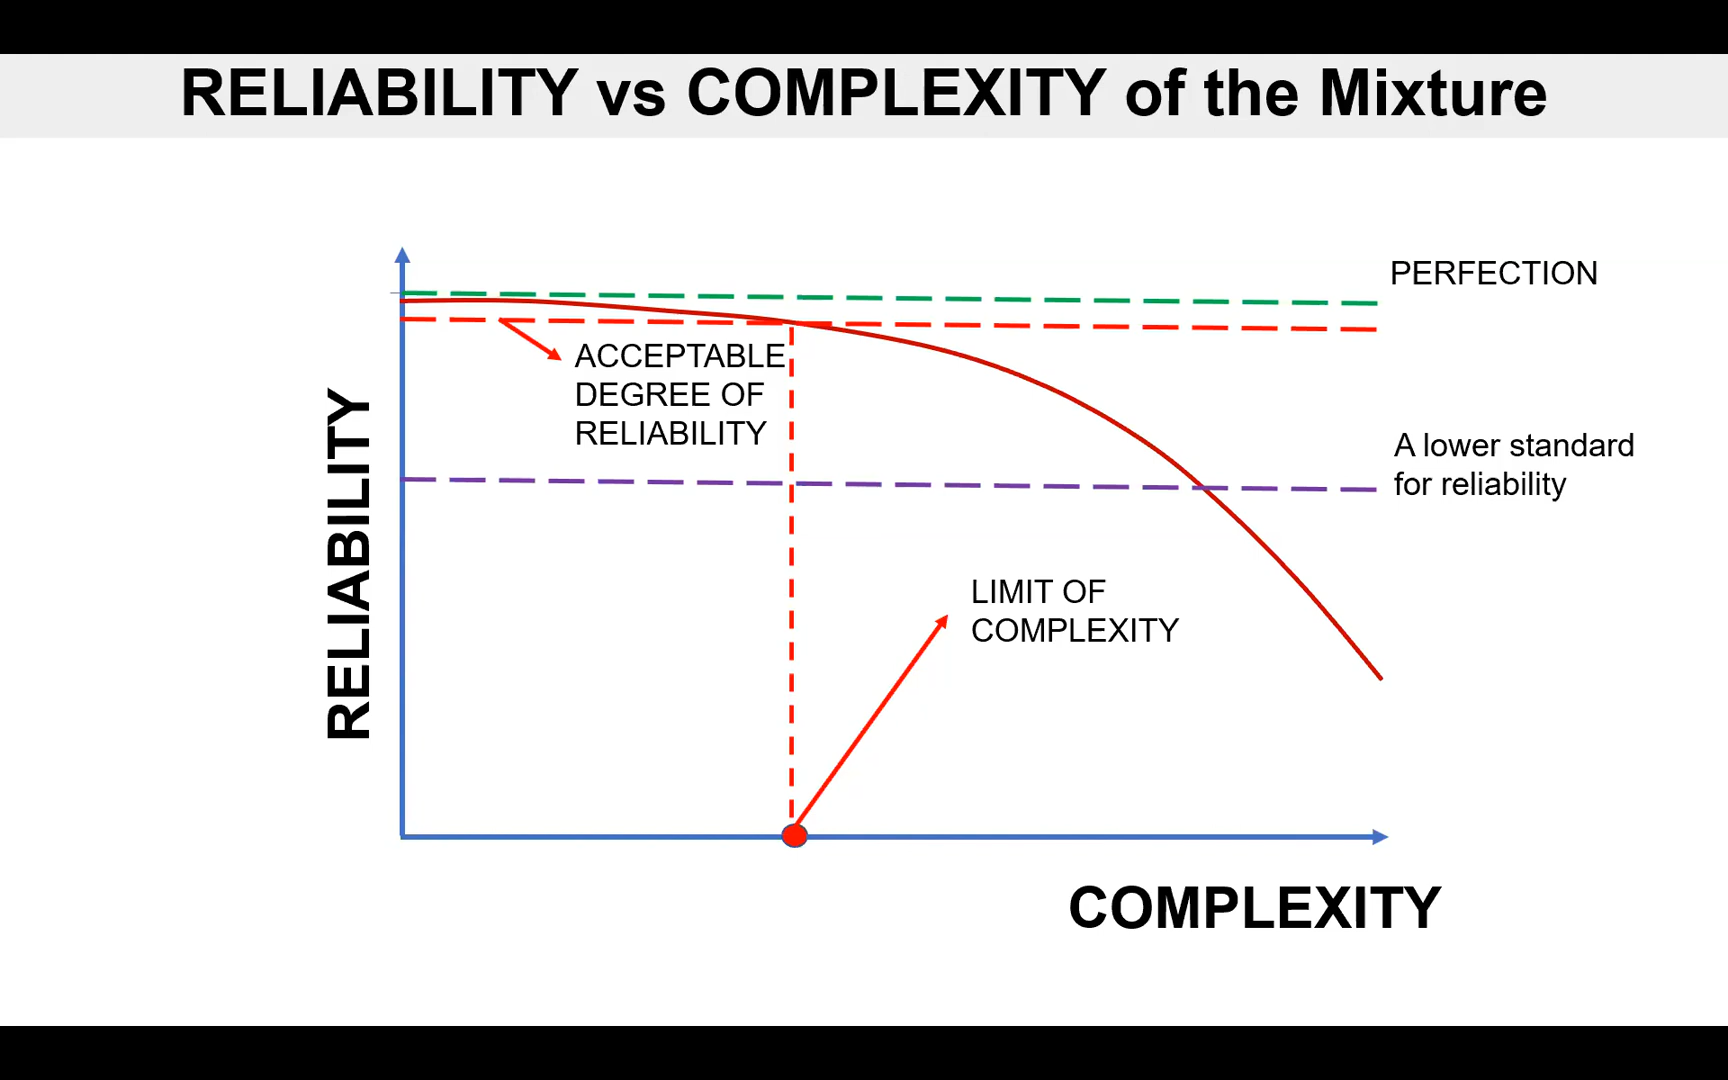 RELIABILITY vs COMPLEXITY of the Mixture
PERFECTION
ACCEPTABLE
DEGREE OF
RELIABILITY
A lower standard
for reliability
RELIABILITY
LIMIT OF
COMPLEXITY
COMPLEXITY